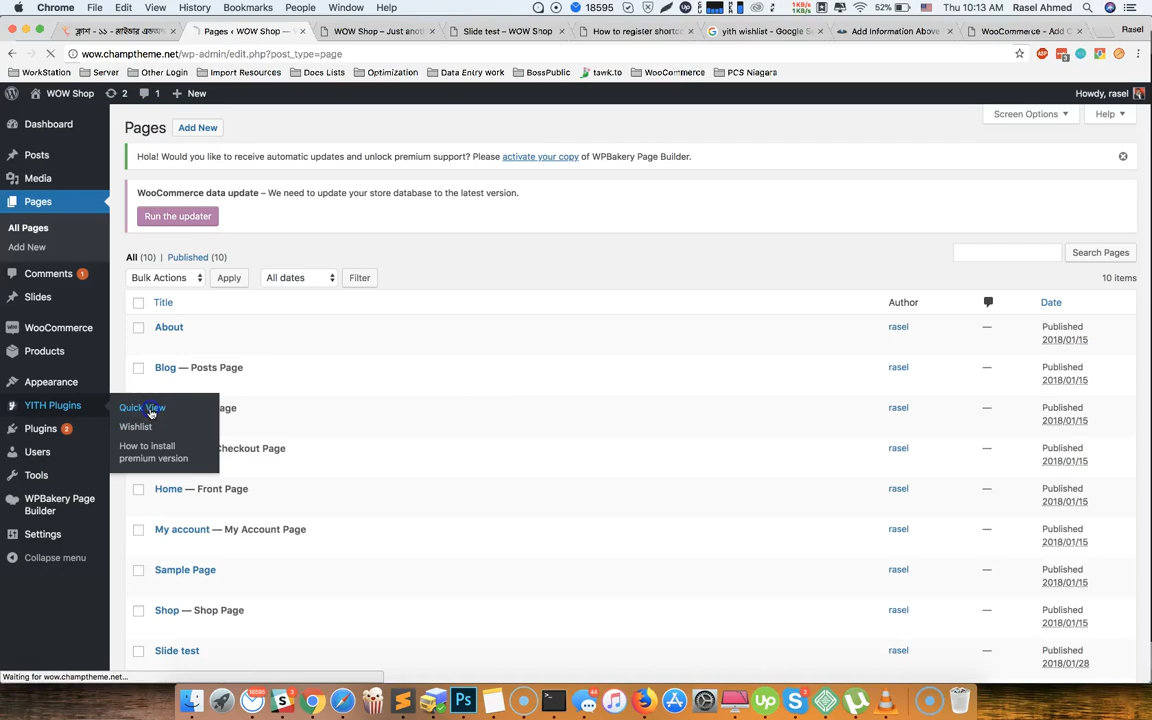 Chrome File Edit View History Bookmarks People Window Help 18595 52% Thu 10:13 AM Rasel Ahmed
Pages ‹ WOW Shop — WOW Shop – Just anot Slide test – WOW Shop How to register shortco yith wishlist - Google S Add Information Above WooCommerce - Add C Rasel
wow.champtheme.net/wp-admin/edit.php?post_type=page
WorkStation Server Other Login Import Resources Docs Lists Optimization Data Entry work BossPublic tawk.to WooCommerce PCS Niagara
WOW Shop 2 1 + New Howdy, rasel
Dashboard
Posts
Media
Pages
All Pages
Add New
Comments 1
Slides
WooCommerce
Products
Appearance
YITH Plugins
Plugins 2
Users
Tools
WPBakery Page
Builder
Settings
Collapse menu
Quick View
Wishlist
How to install
premium version
Screen Options Help
Pages Add New
Hola! Would you like to receive automatic updates and unlock premium support? Please activate your copy of WPBakery Page Builder.
WooCommerce data update – We need to update your store database to the latest version.
Run the updater
All (10) | Published (10)
Search Pages
Bulk Actions Apply All dates Filter 10 items
Title Author Date
About rasel — Published
2018/01/15
Blog — Posts Page rasel — Published
2018/01/15
age rasel — Published
2018/01/15
Checkout Page rasel — Published
2018/01/15
Home — Front Page rasel — Published
2018/01/15
My account — My Account Page rasel — Published
2018/01/15
Sample Page rasel — Published
2018/01/15
Shop — Shop Page rasel — Published
2018/01/15
Slide test rasel — Published
2018/01/28
Waiting for wow.champtheme.net...